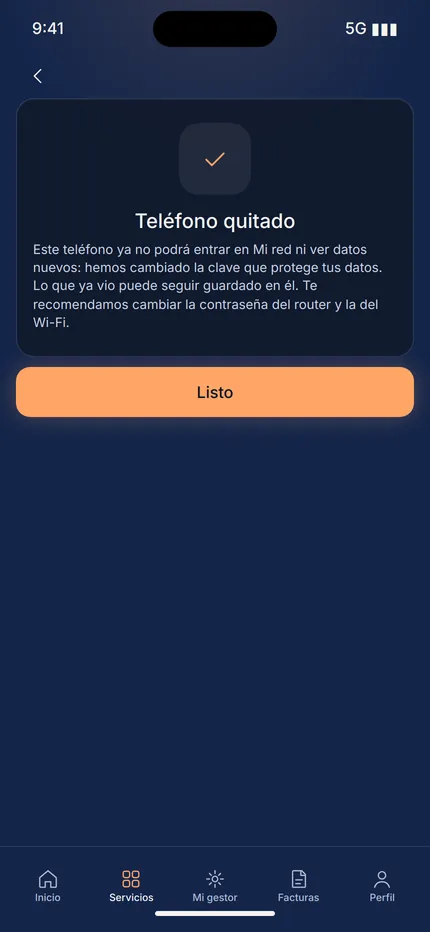 9:41
5G
Teléfono quitado
Este teléfono ya no podrá entrar en Mi red ni ver datos
nuevos: hemos cambiado la clave que protege tus datos.
Lo que ya vio puede seguir guardado en él. Te
recomendamos cambiar la contraseña del router y la del
Wi-Fi.
Listo
Inicio
Servicios
Mi gestor
Facturas
Perfil